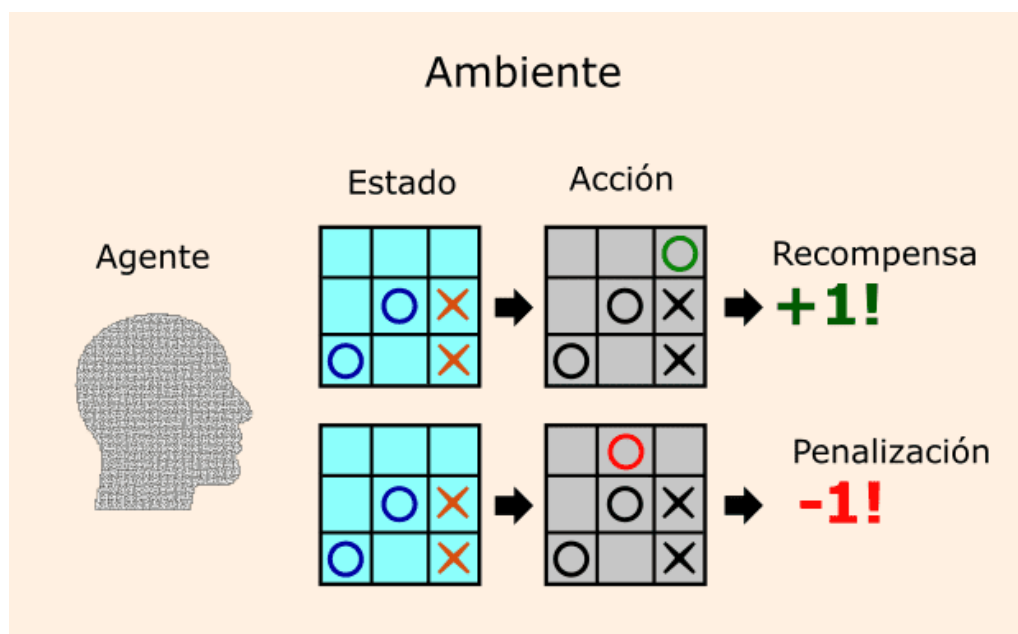 Ambiente
Estado
Acción
Agente
Recompensa
+1!
Penalización
-1!